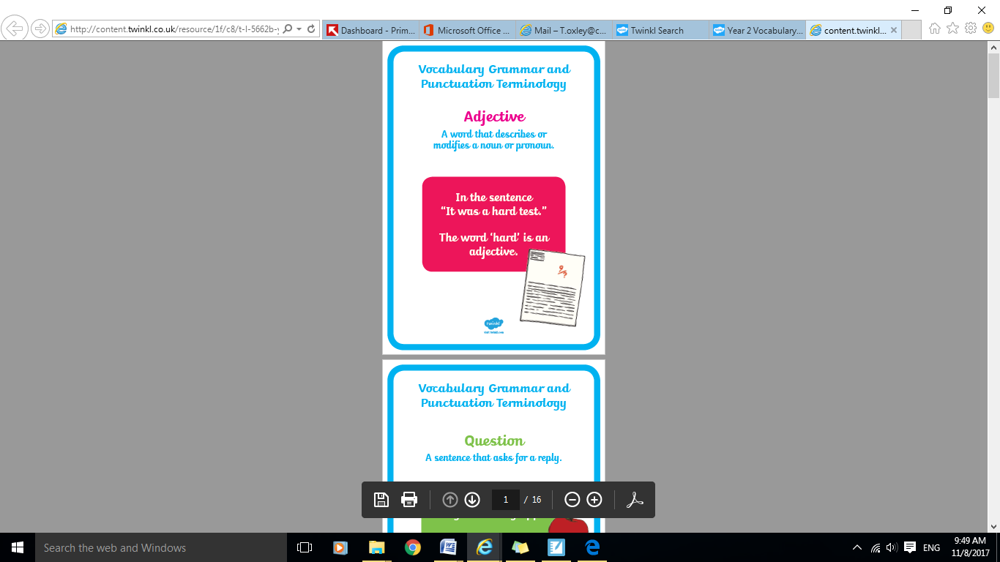 http://content.twinkl.co.uk/resource/1f/c8/t-l-5662b-y
Dashboard - Prim...
Microsoft Office ...
Mail – T.oxley@c...
Twinkl Search
Year 2 Vocabulary...
content.twinkl...
Vocabulary Grammar and
Punctuation Terminology
Adjective
A word that describes or
modifies a noun or pronoun.
In the sentence
“It was a hard test.”
The word ‘hard’ is an
adjective.
twinkl
visit twinkl.com
Vocabulary Grammar and
Punctuation Terminology
Question
A sentence that asks for a reply.
1 / 16
Search the web and Windows
ENG
9:49 AM
11/8/2017